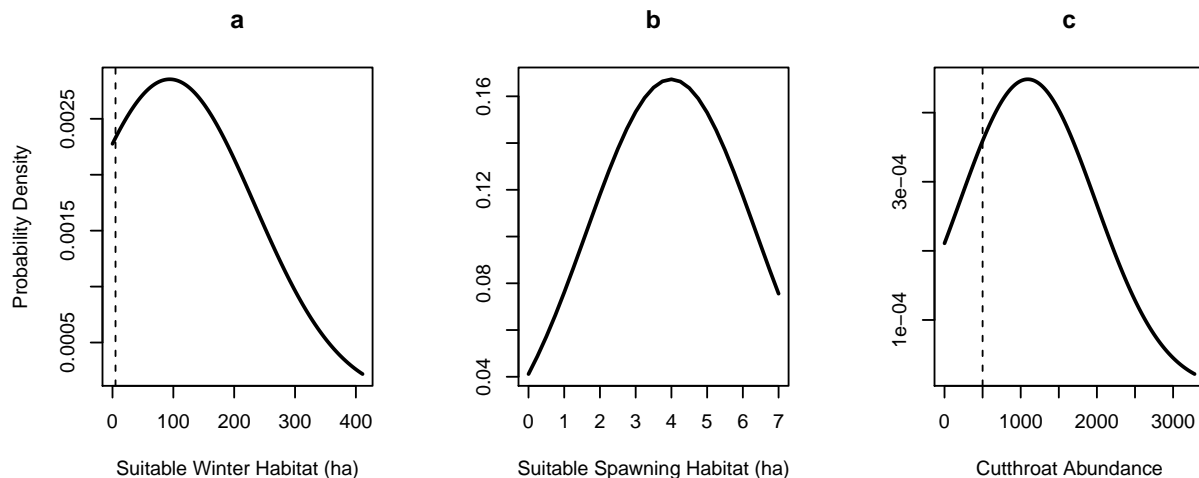 a
b
c
Probability Density
0.0005
0.0015
0.0025
0
100
200
300
400
Suitable Winter Habitat (ha)
0.04
0.08
0.12
0.16
0
1
2
3
4
5
6
7
Suitable Spawning Habitat (ha)
1e−04
3e−04
0
1000
2000
3000
Cutthroat Abundance